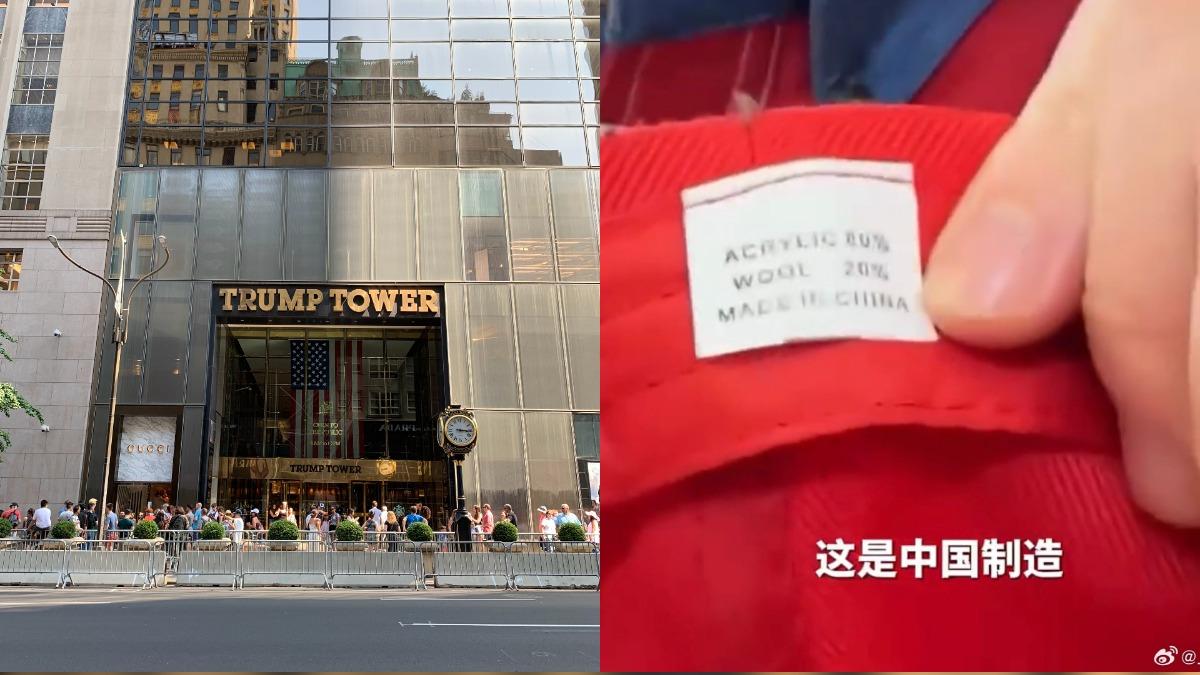 TRUMP TOWER
GUCCI
TRUMP TOWER
ACRYLIC 80%
WOOL 20%
MADE IN CHINA
这是中国制造
@